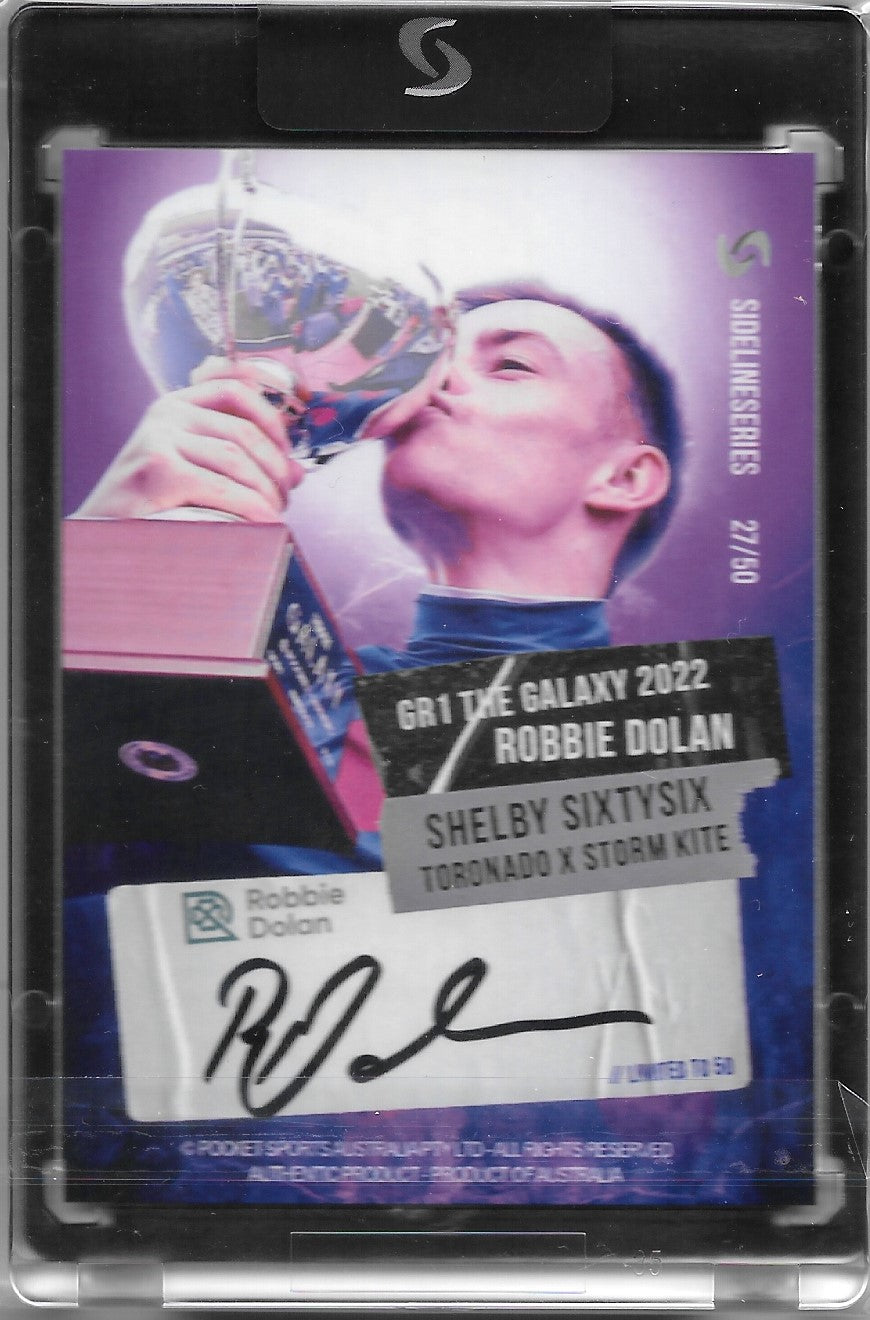 SIDELINESERIES 27/50
GR1 THE GALAXY 2022
ROBBIE DOLAN
SHELBY SIXTYSIX
TORONADO X STORM KITE
Robbie
Dolan
// LIMITED TO 50
© POCKET SPORTS AUSTRALIA PTY LTD - ALL RIGHTS RESERVED
AUTHENTIC PRODUCT - PRODUCT OF AUSTRALIA